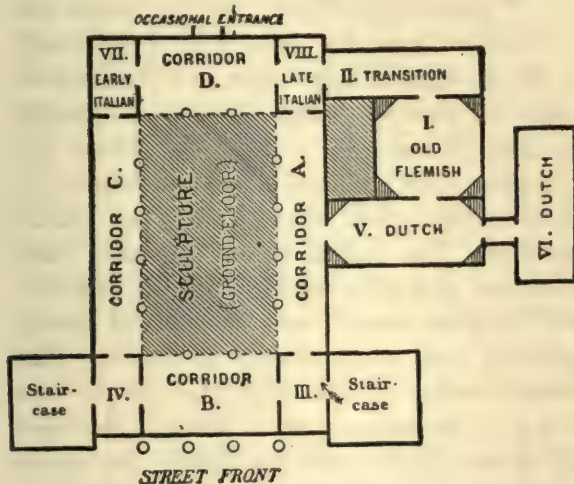 OCCASIONAL ENTRANCE
VII.
EARLY
ITALIAN
CORRIDOR
D.
VIII.
LATE
ITALIAN
II. TRANSITION
I.
OLD
FLEMISH
CORRIDOR C.
SCULPTURE
(GROUND FLOOR)
CORRIDOR A.
V. DUTCH
VI. DUTCH
Stair-
case
IV.
CORRIDOR
B.
III.
Stair-
case
STREET FRONT